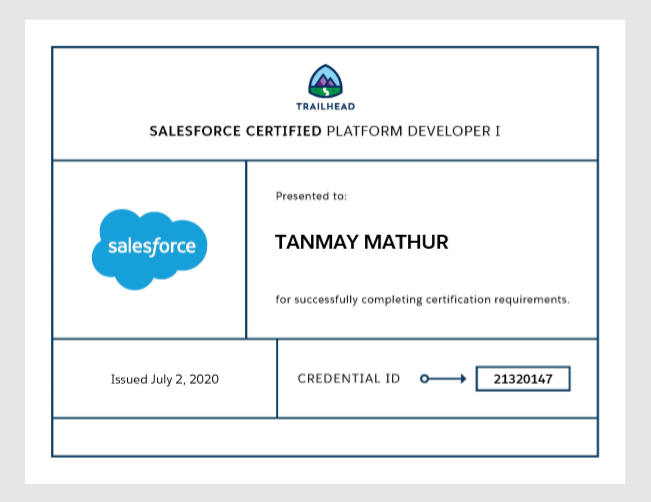 TRAILHEAD
SALESFORCE CERTIFIED PLATFORM DEVELOPER I
salesforce
Presented to:
TANMAY MATHUR
for successfully completing certification requirements.
Issued July 2, 2020
CREDENTIAL ID
21320147